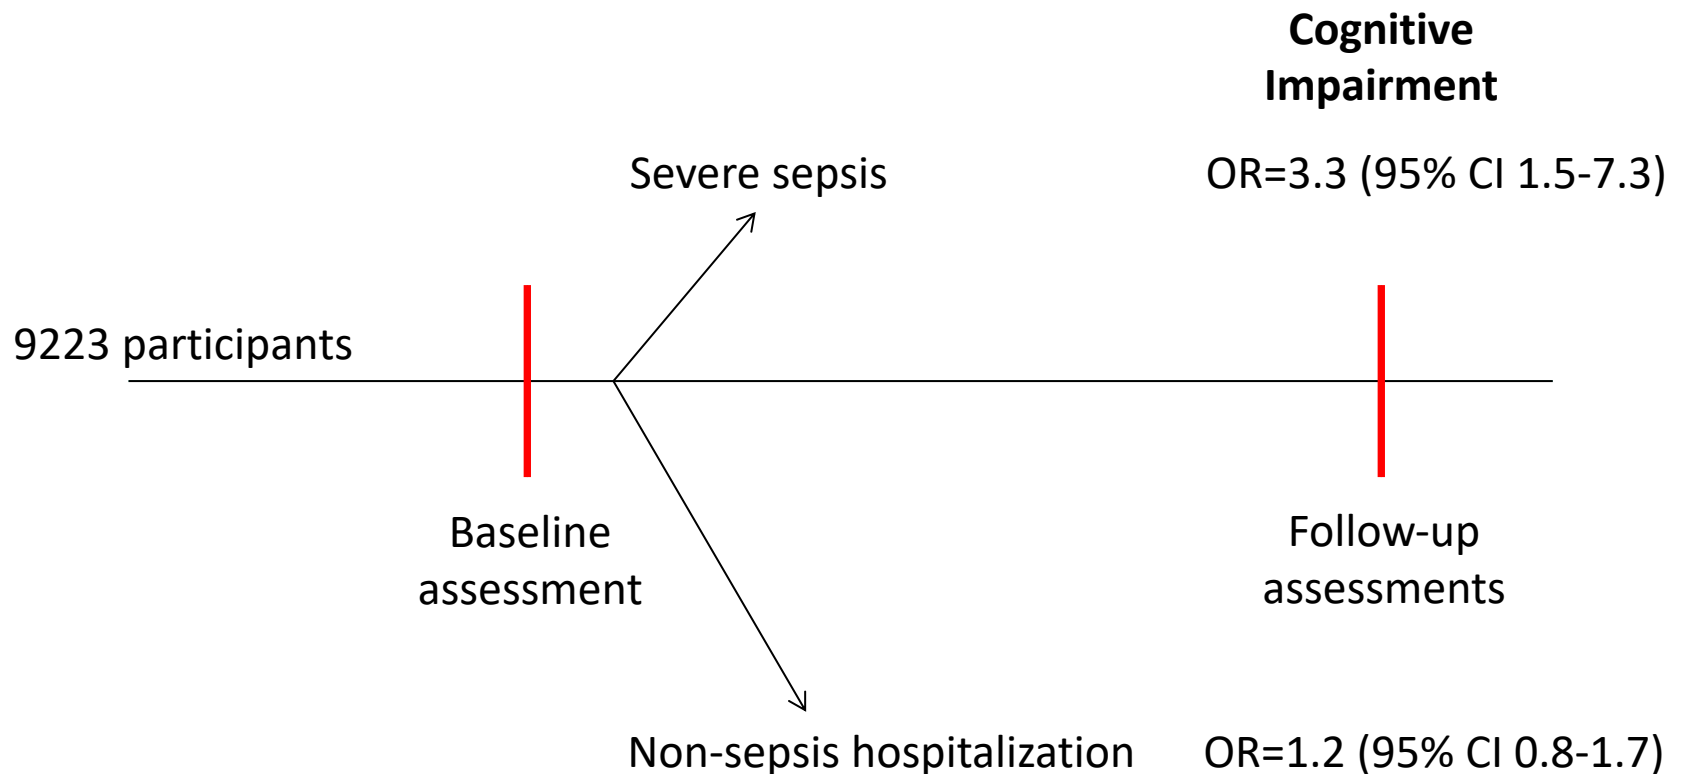 Cognitive
Impairment
Severe sepsis
OR=3.3 (95% CI 1.5-7.3)
9223 participants
Baseline
assessment
Follow-up
assessments
Non-sepsis hospitalization
OR=1.2 (95% CI 0.8-1.7)